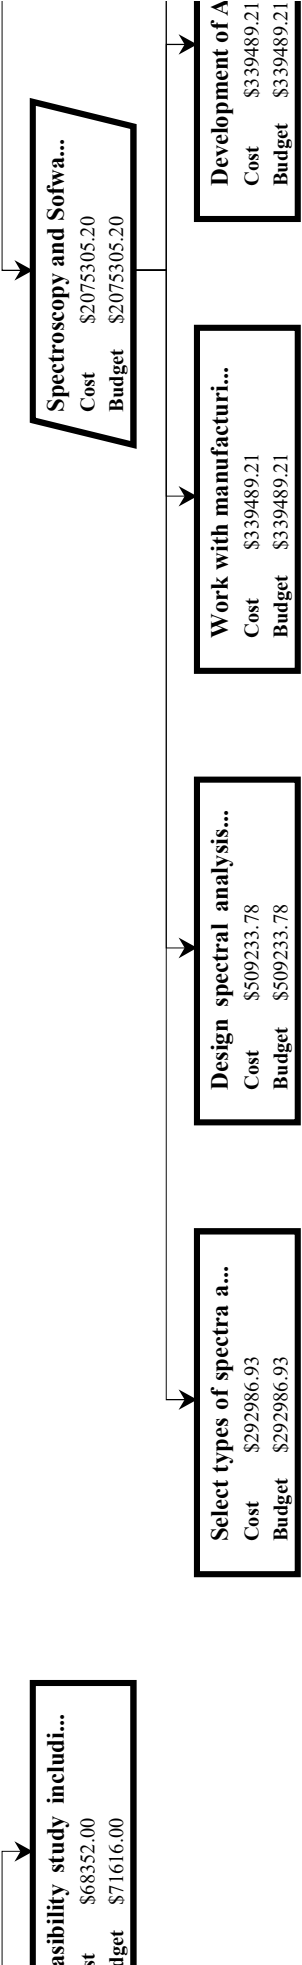 asibility study includi...
st $68352.00
dget $71616.00
Spectroscopy and Sofwa...
Cost $2075305.20
Budget $2075305.20
Select types of spectra a...
Cost $292986.93
Budget $292986.93
Design spectral analysis...
Cost $509233.78
Budget $509233.78
Work with manufacturi...
Cost $339489.21
Budget $339489.21
Development of A
Cost $339489.21
Budget $339489.21